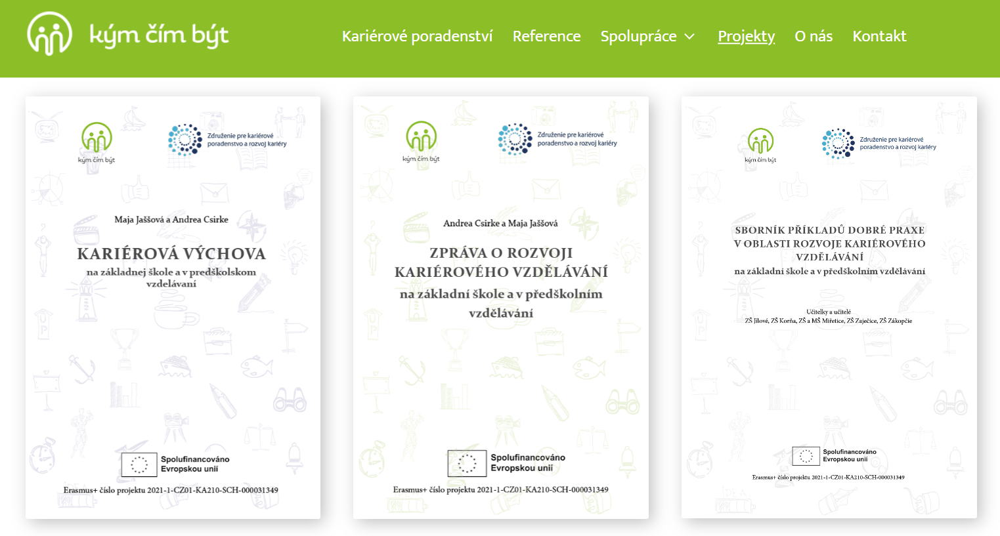 kým čím být
Kariérové poradenství Reference Spolupráce Projekty O nás Kontakt
kým čím být
Združenie pre kariérové
poradenstvo a rozvoj kariéry
Maja Jaššová a Andrea Csirke
KARIÉROVÁ VÝCHOVA
na základnej škole a v predškolskom
vzdelávaní
Spolufinancováno
Evropskou unií
Erasmus+ číslo projektu 2021-1-CZ01-KA210-SCH-000031349
kým čím být
Združenie pre kariérové
poradenstvo a rozvoj kariéry
Andrea Csirke a Maja Jaššová
ZPRÁVA O ROZVOJI
KARIÉROVÉHO VZDĚLÁVÁNÍ
na základní škole a v předškolním
vzdělávání
Spolufinancováno
Evropskou unií
Erasmus+ číslo projektu 2021-1-CZ01-KA210-SCH-000031349
kým čím být
Združenie pre kariérové
poradenstvo a rozvoj kariéry
SBORNÍK PŘÍKLADŮ DOBRÉ PRAXE
V OBLASTI ROZVOJE KARIÉROVÉHO
VZDĚLÁVÁNÍ
na základní škole a v předškolním vzdělávání
Učitelky a učitelé
ZŠ Jílové, ZŠ Korňa, ZŠ a MŠ Miřetice, ZŠ Zaječice, ZŠ Zákopčie
Spolufinancováno
Evropskou unií
Erasmus+ číslo projektu 2021-1-CZ01-KA210-SCH-000031349
IDEA